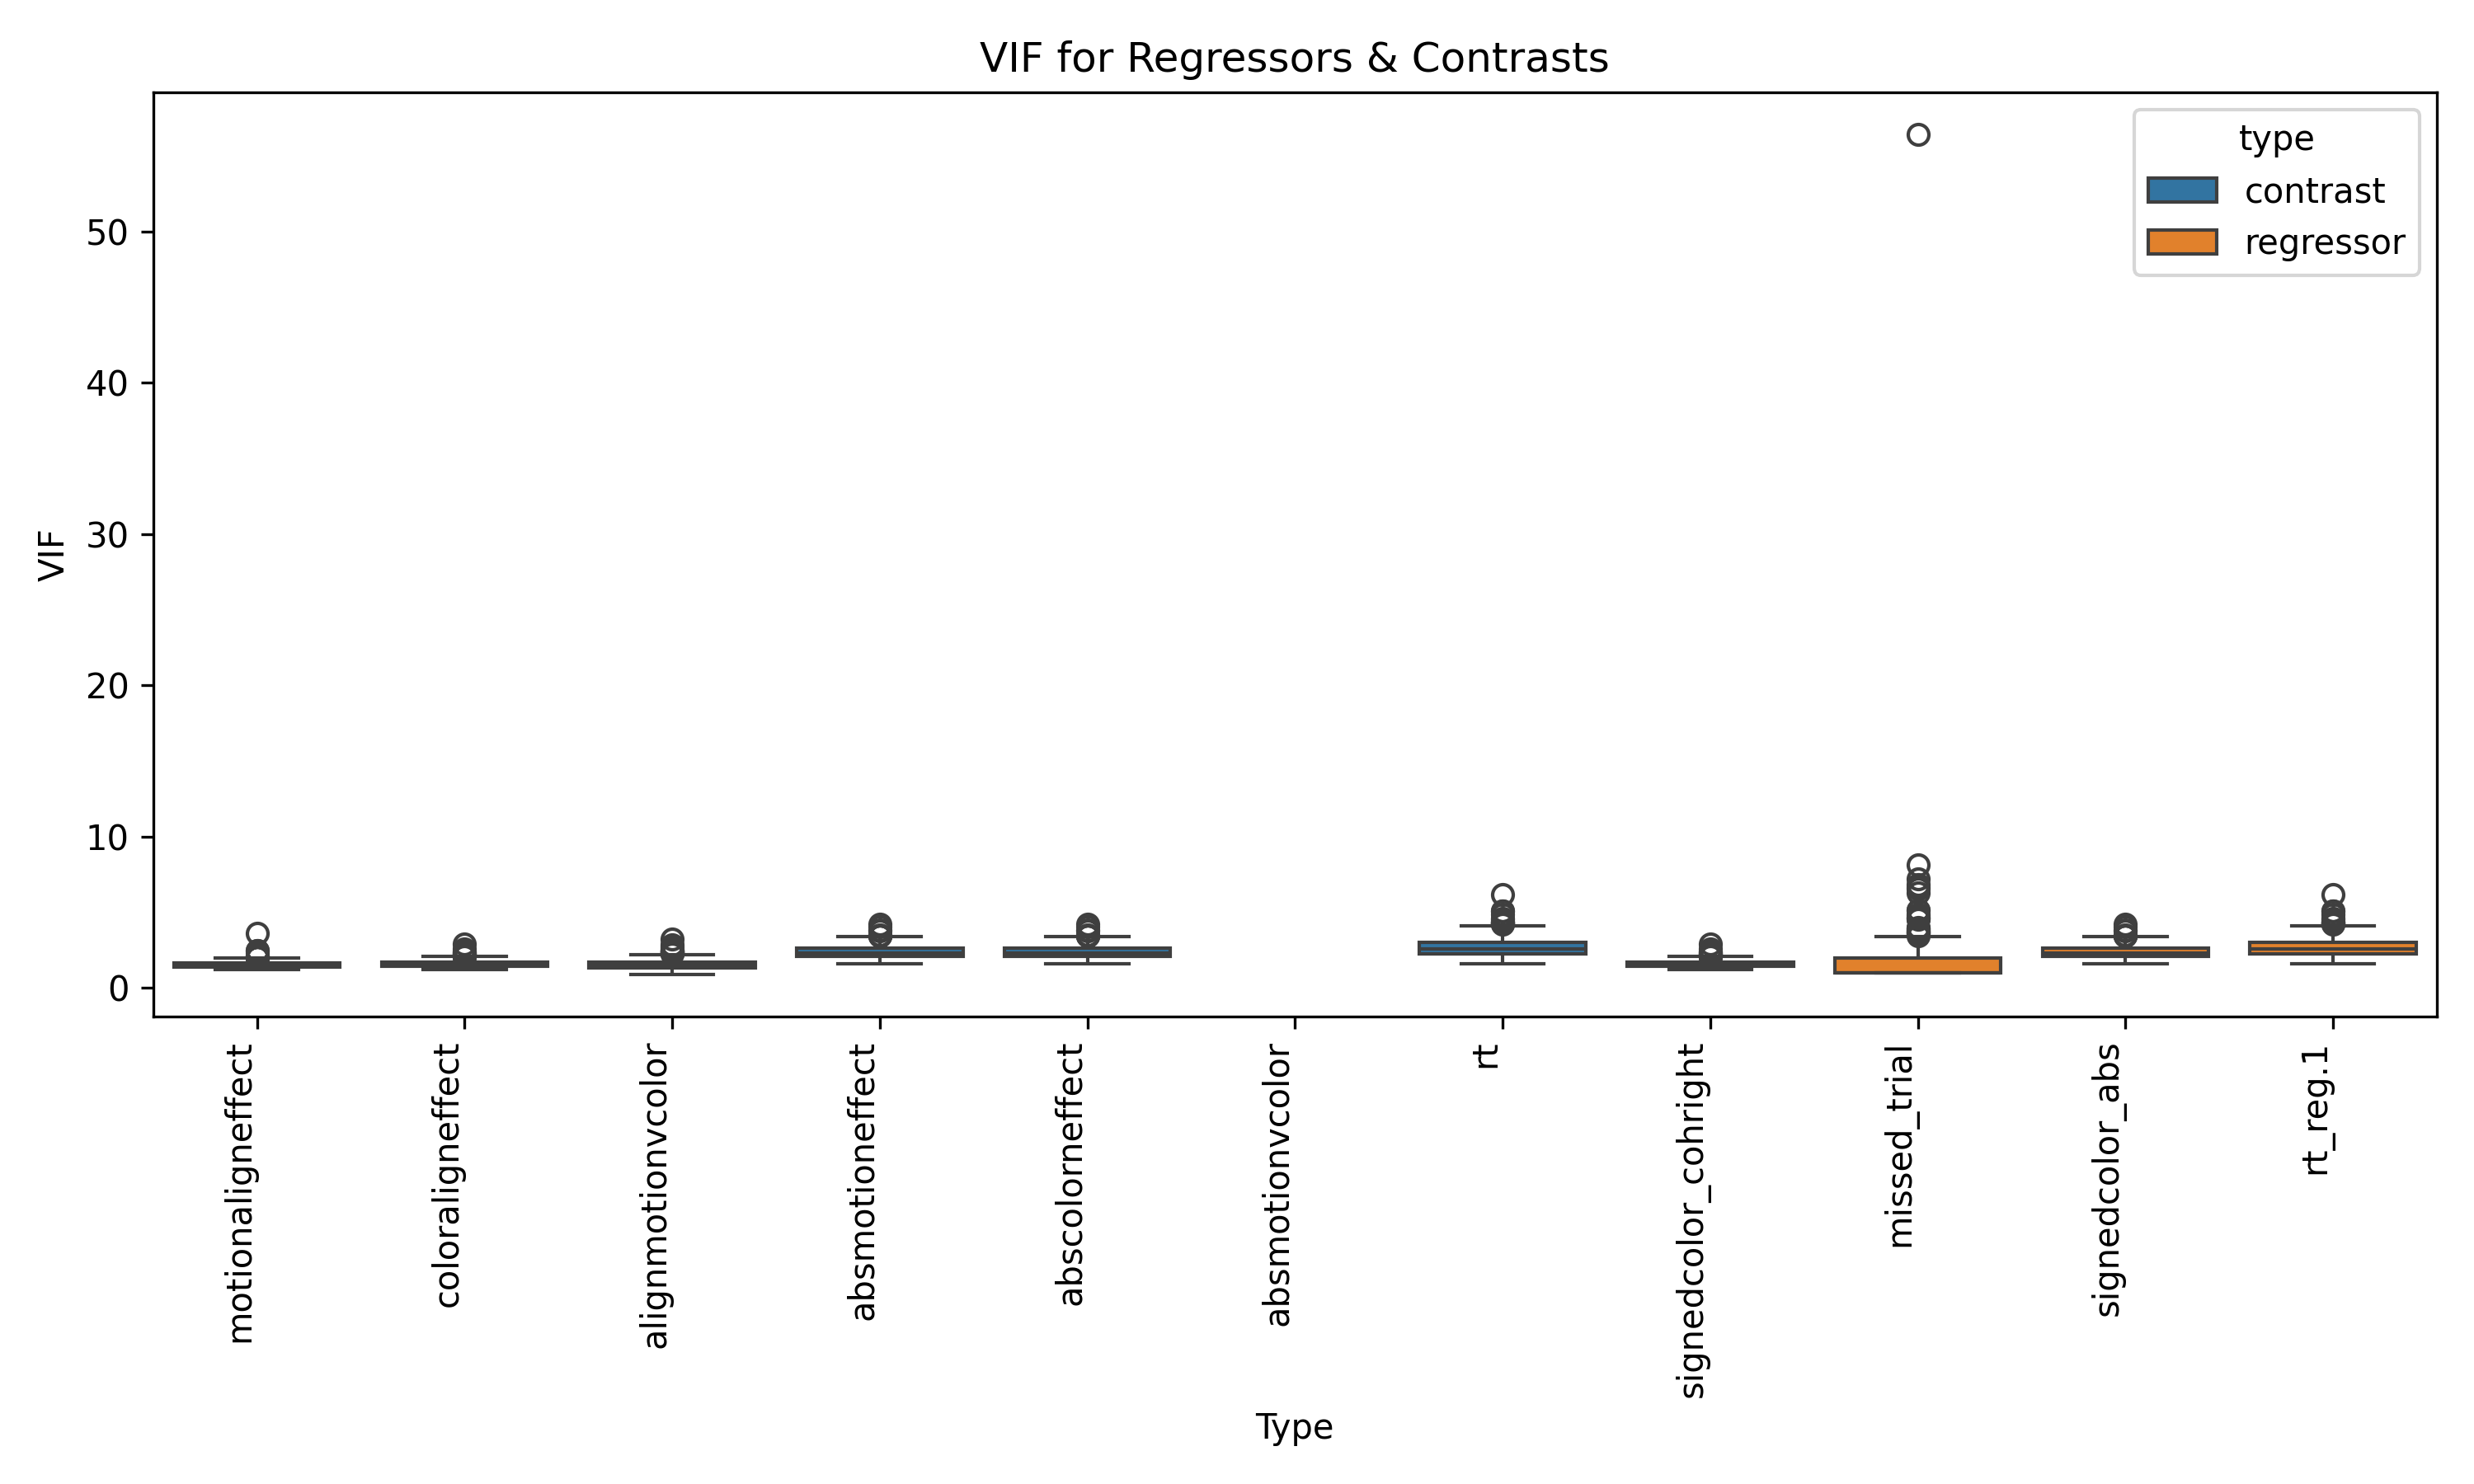 VIF for Regressors & Contrasts
type
contrast
regressor
VIF
50
40
30
20
10
0
motionaligneffect
coloraligneffect
alignmotionvcolor
absmotioneffect
abscolorneffect
absmotionvcolor
rt
signedcolor_cohright
missed_trial
signedcolor_abs
rt_reg.1
Type